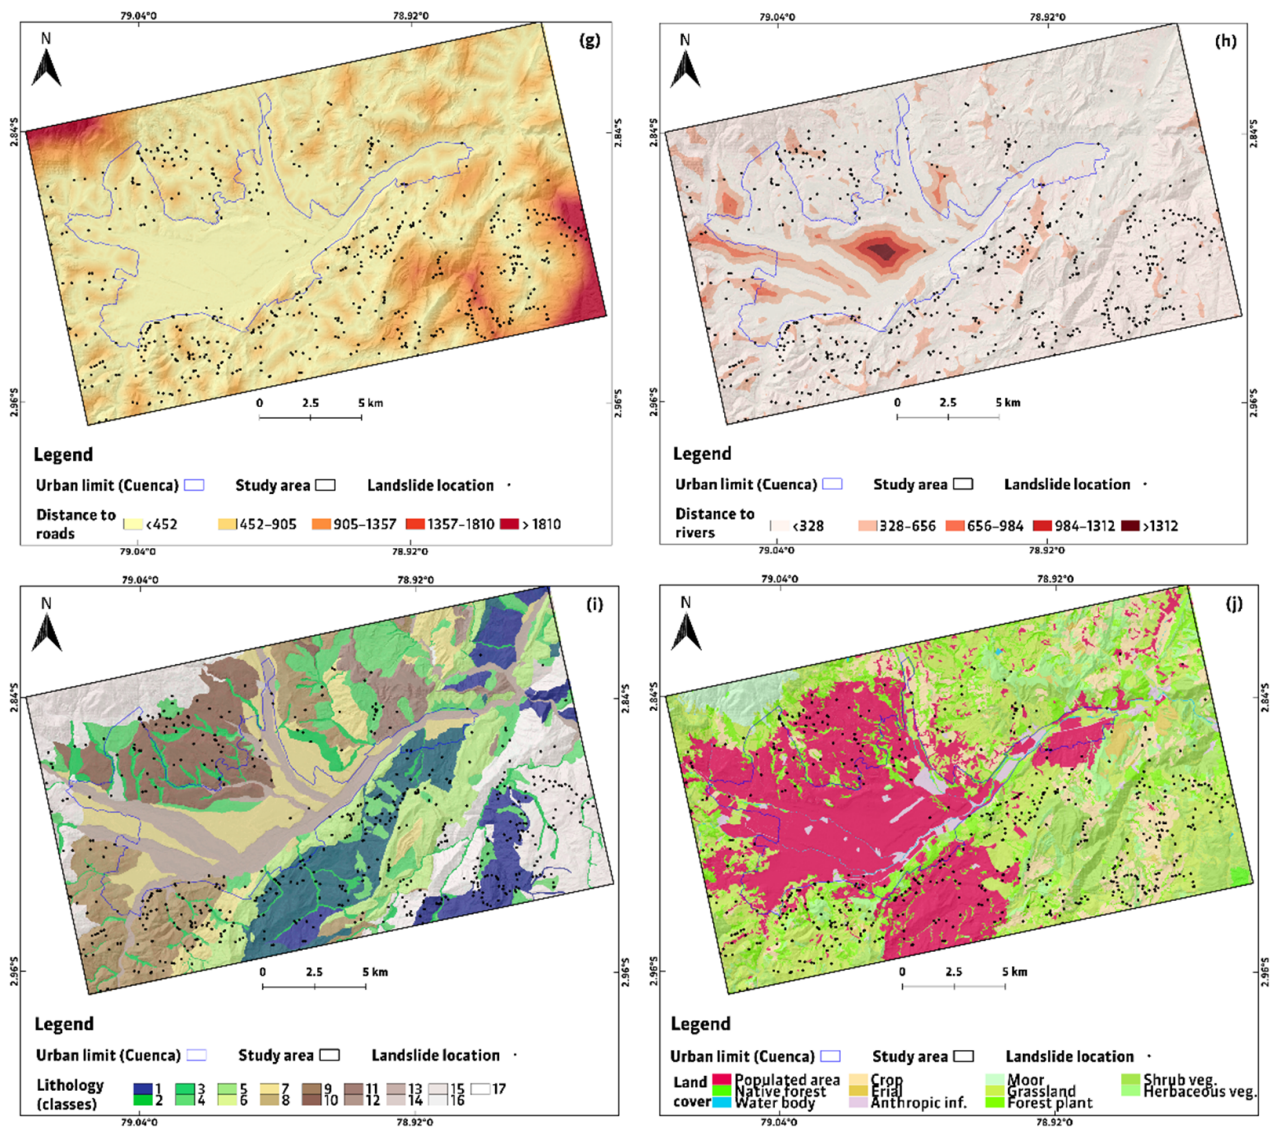 79.04°O 78.92°O
N (g)
2.84°S
2.96°S
0 2.5 5 km
Legend
Urban limit (Cuenca) Study area Landslide location
Distance to roads <452 452–905 905–1357 1357–1810 > 1810
79.04°O 78.92°O
79.04°O 78.92°O
N (h)
2.84°S 2.84°S
2.96°S 2.96°S
0 2.5 5 km
Legend
Urban limit (Cuenca) Study area Landslide location
Distance to rivers <328 328–656 656–984 984–1312 >1312
79.04°O 78.92°O
79.04°O 78.92°O
N (i)
2.84°S
2.96°S
0 2.5 5 km
Legend
Urban limit (Cuenca) Study area Landslide location
Lithology 1 3 5 7 9 11 13 15 17
(classes) 2 4 6 8 10 12 14 16
79.04°O 78.92°O
79.04°O 78.92°O
N (j)
2.84°S 2.84°S
2.96°S 2.96°S
0 2.5 5 km
Legend
Urban limit (Cuenca) Study area Landslide location
Land Populated area Crop Moor Shrub veg.
cover Native forest Erial Grassland Herbaceous veg.
Water body Anthropic inf. Forest plant
79.04°O 78.92°O